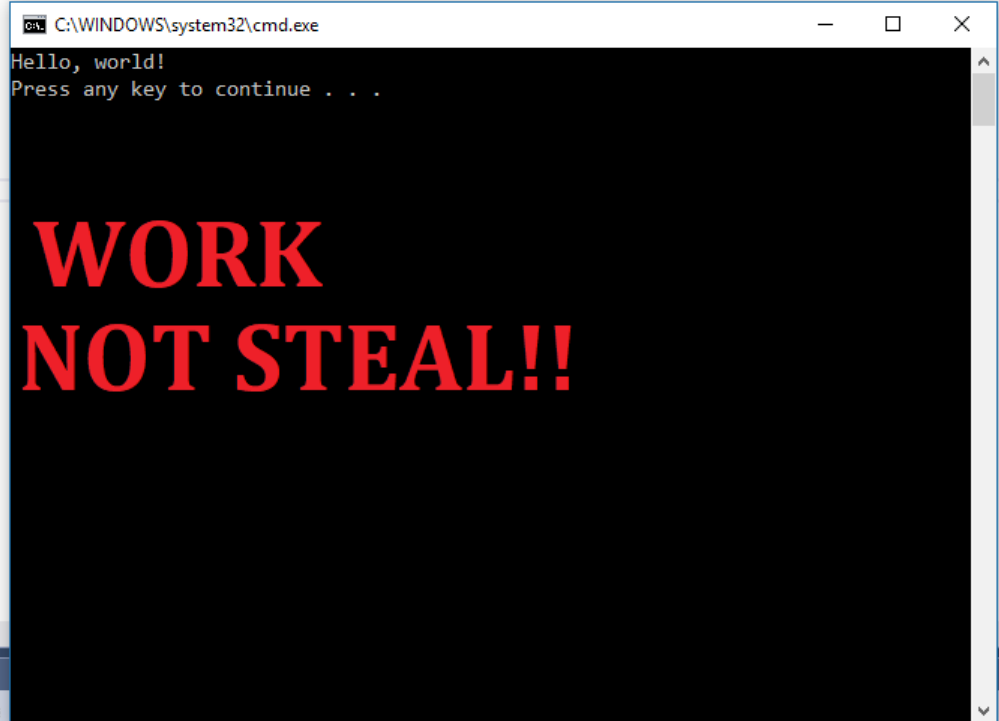 C:\WINDOWS\system32\cmd.exe
Hello, world!
Press any key to continue . . .
WORK
NOT STEAL!!